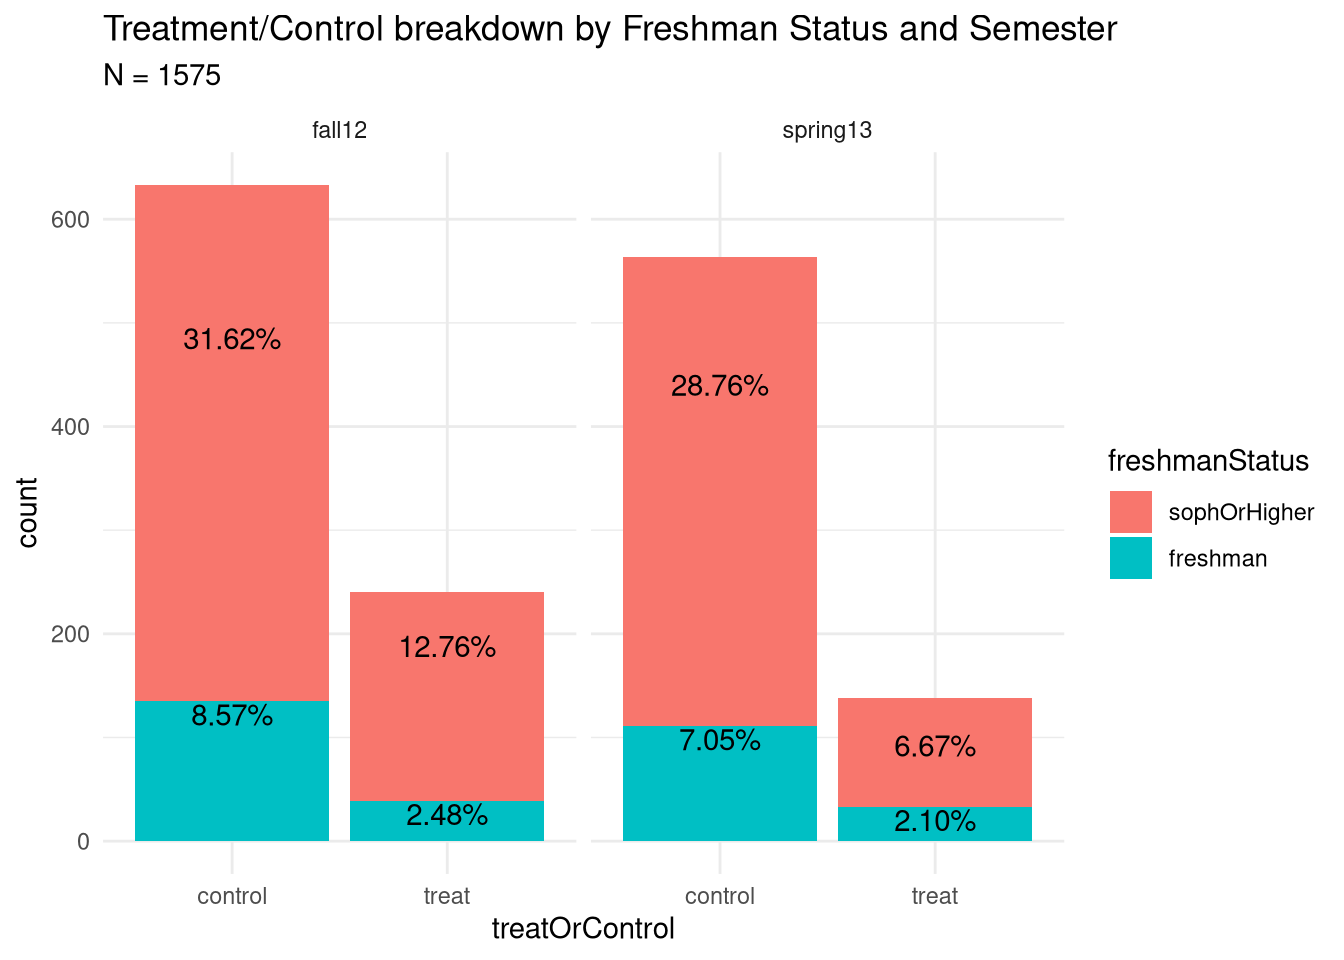 Treatment/Control breakdown by Freshman Status and Semester
N = 1575
fall12
spring13
600
400
200
0
count
31.62%
8.57%
12.76%
2.48%
28.76%
7.05%
6.67%
2.10%
control
treat
control
treat
treatOrControl
freshmanStatus
sophOrHigher
freshman